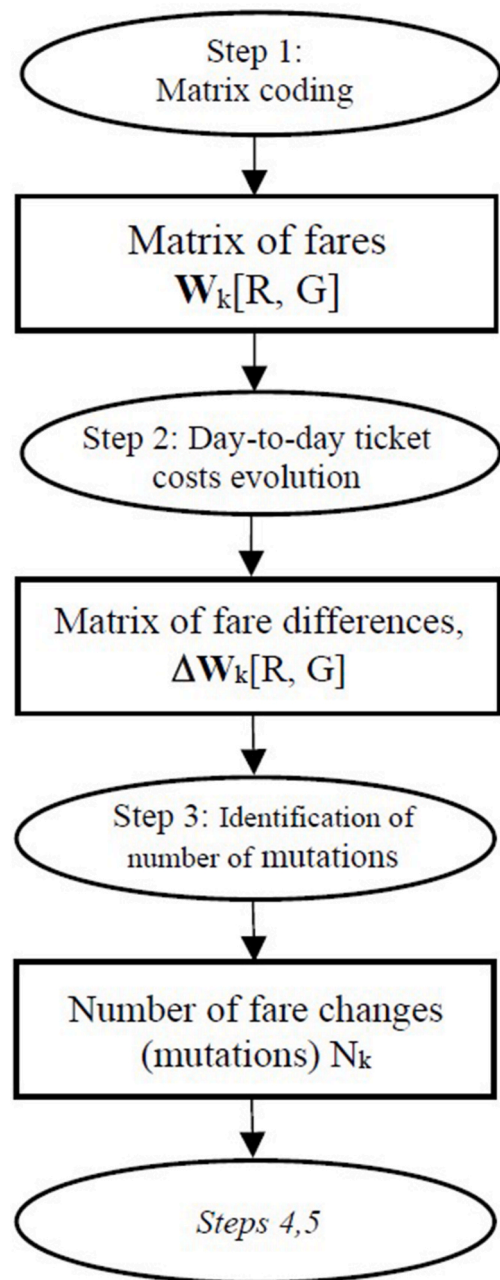 Step 1:
Matrix coding
Matrix of fares
Wₖ[R, G]
Step 2: Day-to-day ticket
costs evolution
Matrix of fare differences,
ΔWₖ[R, G]
Step 3: Identification of
number of mutations
Number of fare changes
(mutations) Nₖ
Steps 4,5